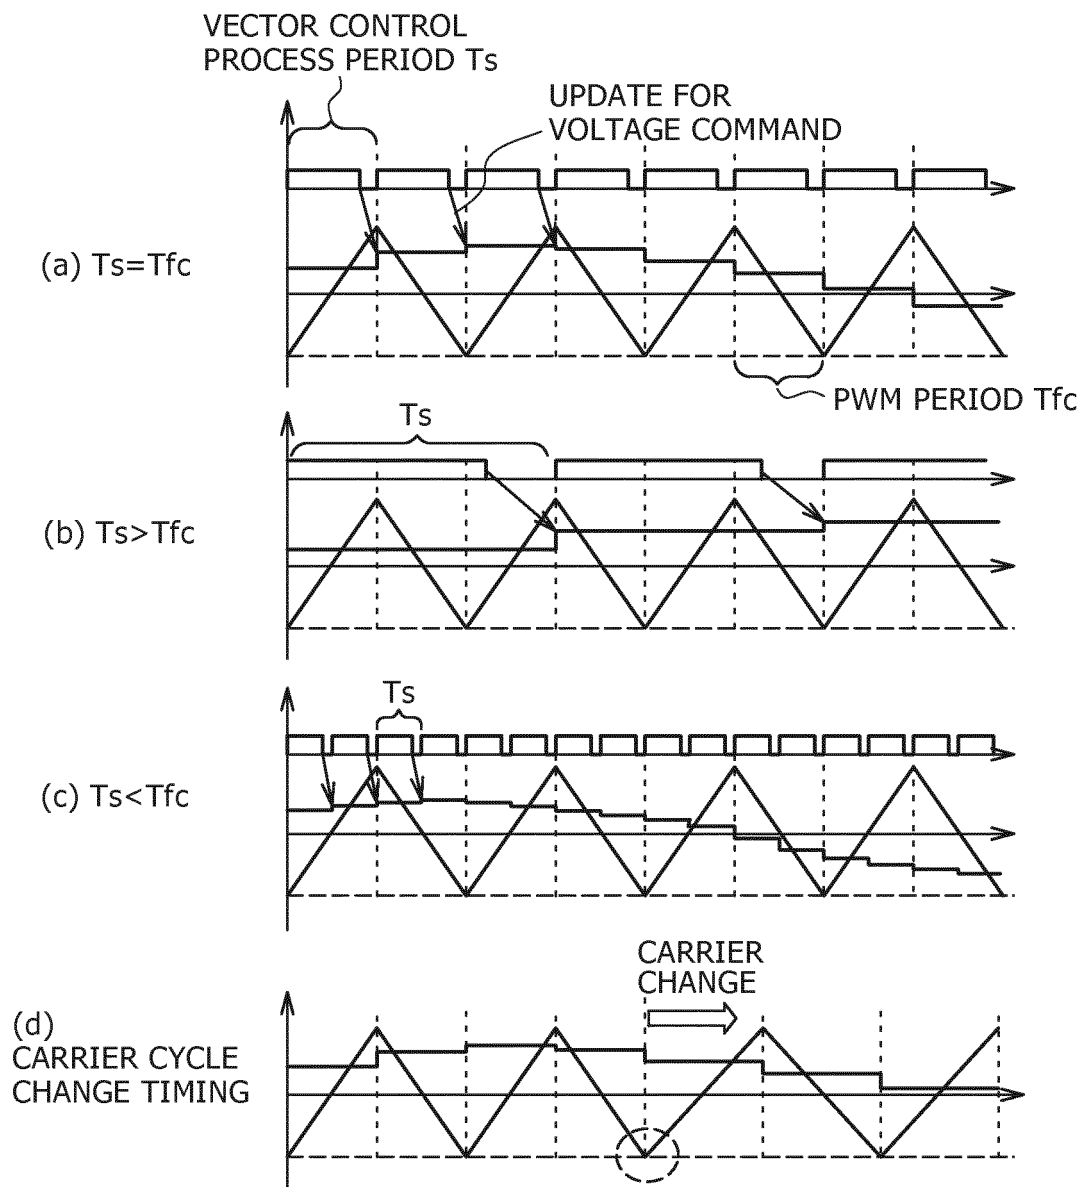 VECTOR CONTROL
PROCESS PERIOD Ts
UPDATE FOR
VOLTAGE COMMAND
(a) Ts=Tfc
PWM PERIOD Tfc
Ts
(b) Ts>Tfc
Ts
(c) Ts<Tfc
CARRIER
CHANGE
(d)
CARRIER CYCLE
CHANGE TIMING